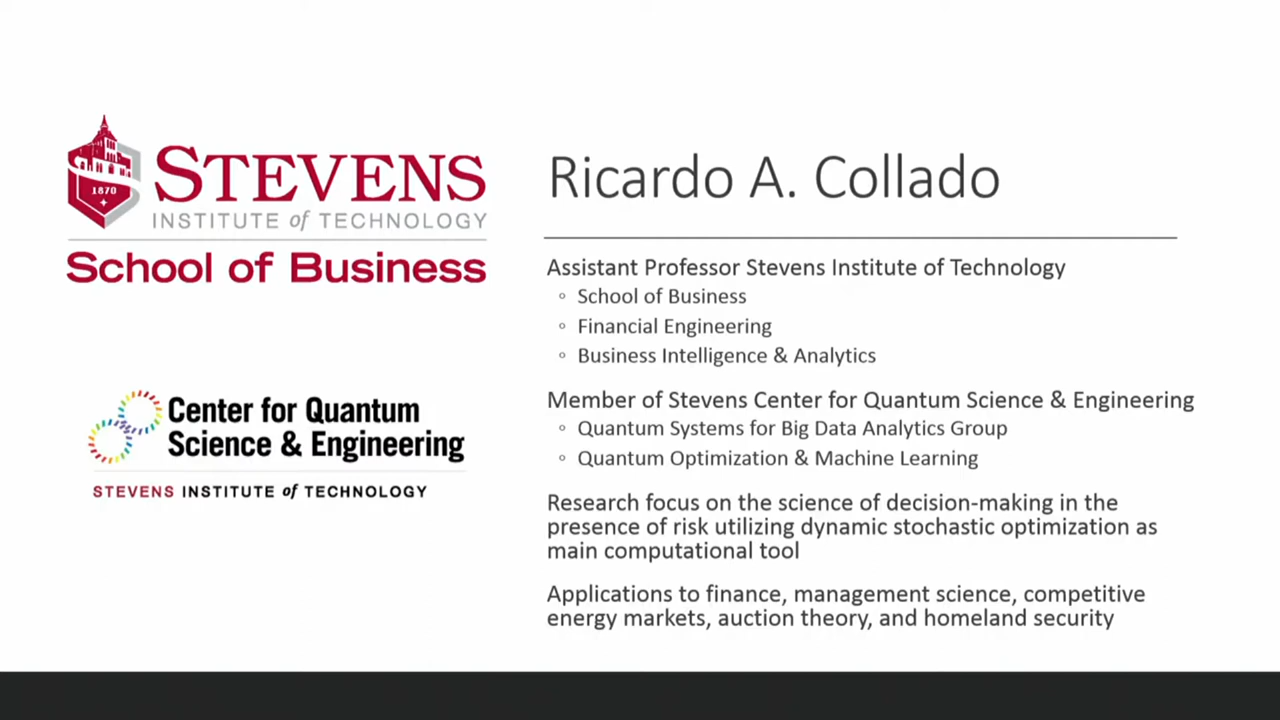 1870
STEVENS
INSTITUTE of TECHNOLOGY
School of Business
Center for Quantum
Science & Engineering
STEVENS INSTITUTE of TECHNOLOGY
Ricardo A. Collado
Assistant Professor Stevens Institute of Technology
◦ School of Business
◦ Financial Engineering
◦ Business Intelligence & Analytics
Member of Stevens Center for Quantum Science & Engineering
◦ Quantum Systems for Big Data Analytics Group
◦ Quantum Optimization & Machine Learning
Research focus on the science of decision-making in the
presence of risk utilizing dynamic stochastic optimization as
main computational tool
Applications to finance, management science, competitive
energy markets, auction theory, and homeland security